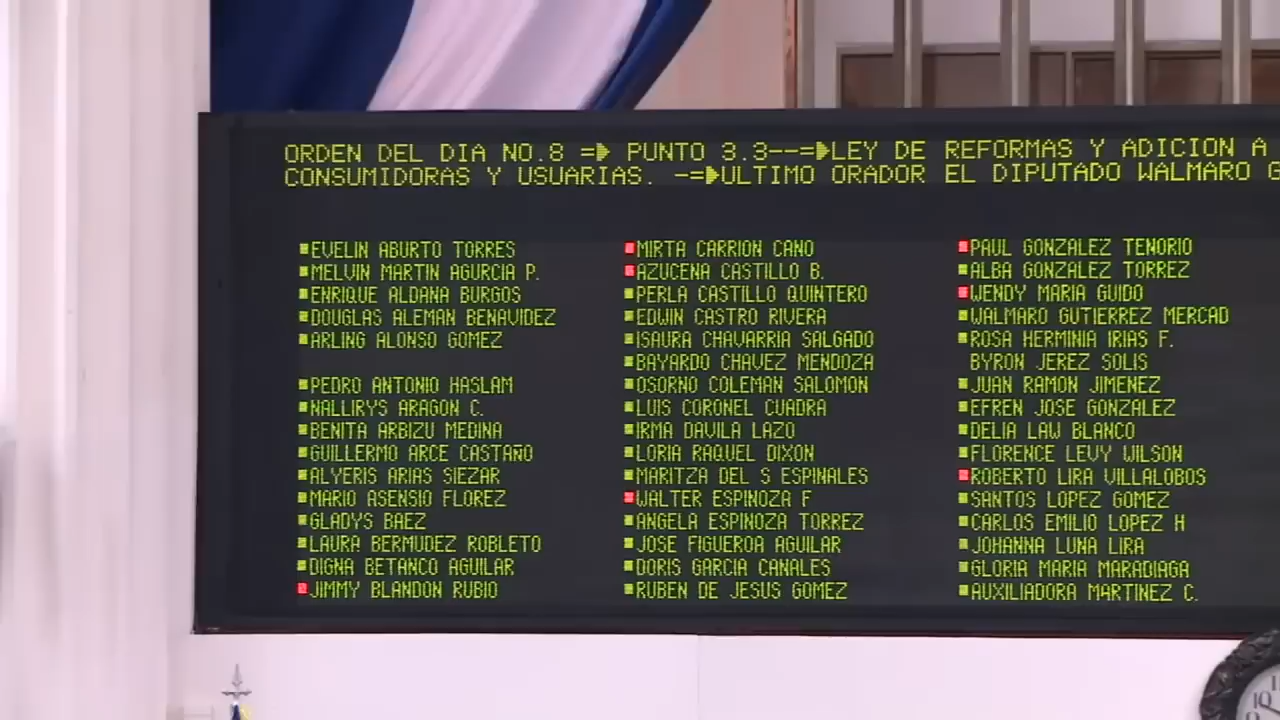 ORDEN DEL DIA NO.8 => PUNTO 3.3--=>LEY DE REFORMAS Y ADICION A
CONSUMIDORAS Y USUARIAS. -=>ULTIMO ORADOR EL DIPUTADO WALMARO G
EVELIN ABURTO TORRES
MELVIN MARTIN AGURCIA P.
ENRIQUE ALDANA BURGOS
DOUGLAS ALEMAN BENAVIDEZ
ARLING ALONSO GOMEZ
PEDRO ANTONIO HASLAM
NALLIRYS ARAGON C.
BENITA ARBIZU MEDINA
GUILLERMO ARCE CASTAÑO
ALYERIS ARIAS SIEZAR
MARIO ASENSIO FLOREZ
GLADYS BAEZ
LAURA BERMUDEZ ROBLETO
DIGNA BETANCO AGUILAR
JIMMY BLANDON RUBIO
MIRTA CARRION CANO
AZUCENA CASTILLO B.
PERLA CASTILLO QUINTERO
EDWIN CASTRO RIVERA
ISAURA CHAVARRIA SALGADO
BAYARDO CHAVEZ MENDOZA
OSORNO COLEMAN SALOMON
LUIS CORONEL CUADRA
IRMA DAVILA LAZO
LORIA RAQUEL DIXON
MARITZA DEL S ESPINALES
WALTER ESPINOZA F
ANGELA ESPINOZA TORREZ
JOSE FIGUEROA AGUILAR
DORIS GARCIA CANALES
RUBEN DE JESUS GOMEZ
PAUL GONZALEZ TENORIO
ALBA GONZALEZ TORREZ
WENDY MARIA GUIDO
WALMARO GUTIERREZ MERCAD
ROSA HERMINIA IRIAS F.
BYRON JEREZ SOLIS
JUAN RAMON JIMENEZ
EFREN JOSE GONZALEZ
DELIA LAW BLANCO
FLORENCE LEVY WILSON
ROBERTO LIRA VILLALOBOS
SANTOS LOPEZ GOMEZ
CARLOS EMILIO LOPEZ H
JOHANNA LUNA LIRA
GLORIA MARIA MARADIAGA
AUXILIADORA MARTINEZ C.
10